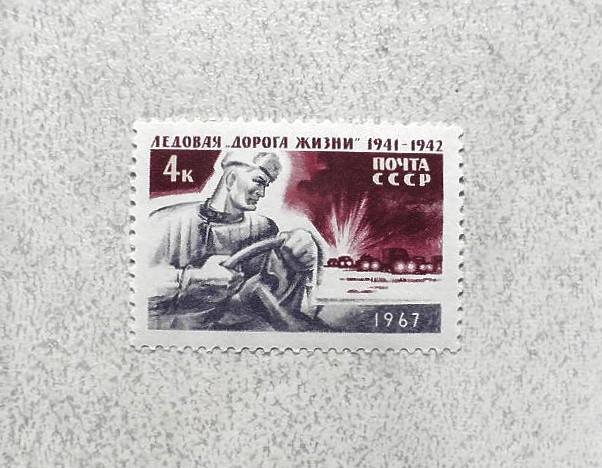 ЛЕДОВАЯ „ДОРОГА ЖИЗНИ" 1941-1942
4к
ПОЧТА
СССР
1967